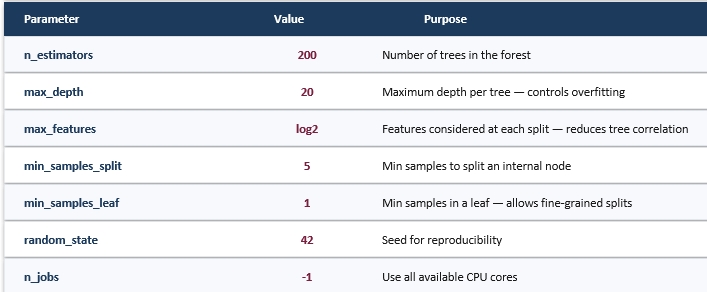 Parameter Value Purpose
n_estimators 200 Number of trees in the forest
max_depth 20 Maximum depth per tree — controls overfitting
max_features log2 Features considered at each split — reduces tree correlation
min_samples_split 5 Min samples to split an internal node
min_samples_leaf 1 Min samples in a leaf — allows fine-grained splits
random_state 42 Seed for reproducibility
n_jobs -1 Use all available CPU cores